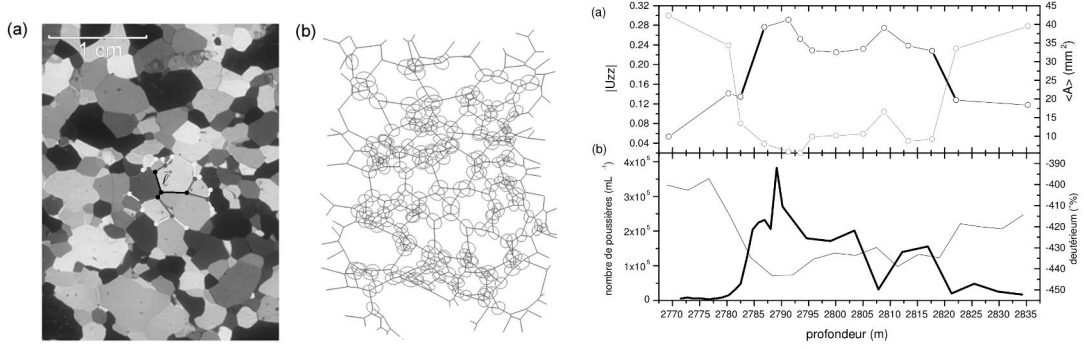 (a)
1 cm
ℓ
(b)
(a)
0.32
0.28
0.24
0.20
0.16
0.12
0.08
0.04
0.00
|Uzz|
45
40
35
30
25
20
15
10
5
<A> (mm²)
(b)
4x10⁵
3x10⁵
2x10⁵
1x10⁵
0
nombre de poussières (mL⁻¹)
-390
-400
-410
-420
-430
-440
-450
deutérium (°%)
2770 2775 2780 2785 2790 2795 2800 2805 2810 2815 2820 2825 2830 2835
profondeur (m)